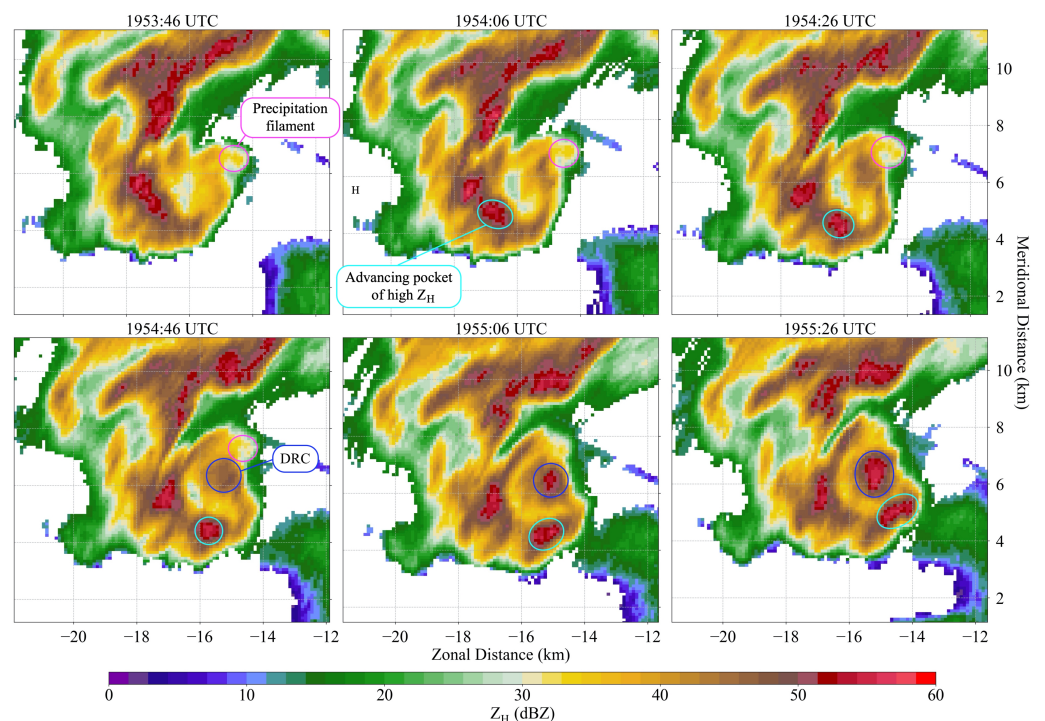 1953:46 UTC
1954:06 UTC
1954:26 UTC
Precipitation
filament
10
8
6
H
Advancing pocket
of high Z_H
4
2
Meridional Distance (km)
1954:46 UTC
1955:06 UTC
1955:26 UTC
10
DRC
8
6
4
2
−20 −18 −16 −14 −12
−20 −18 −16 −14 −12
−20 −18 −16 −14 −12
Zonal Distance (km)
0 10 20 30 40 50 60
Z_H (dBZ)